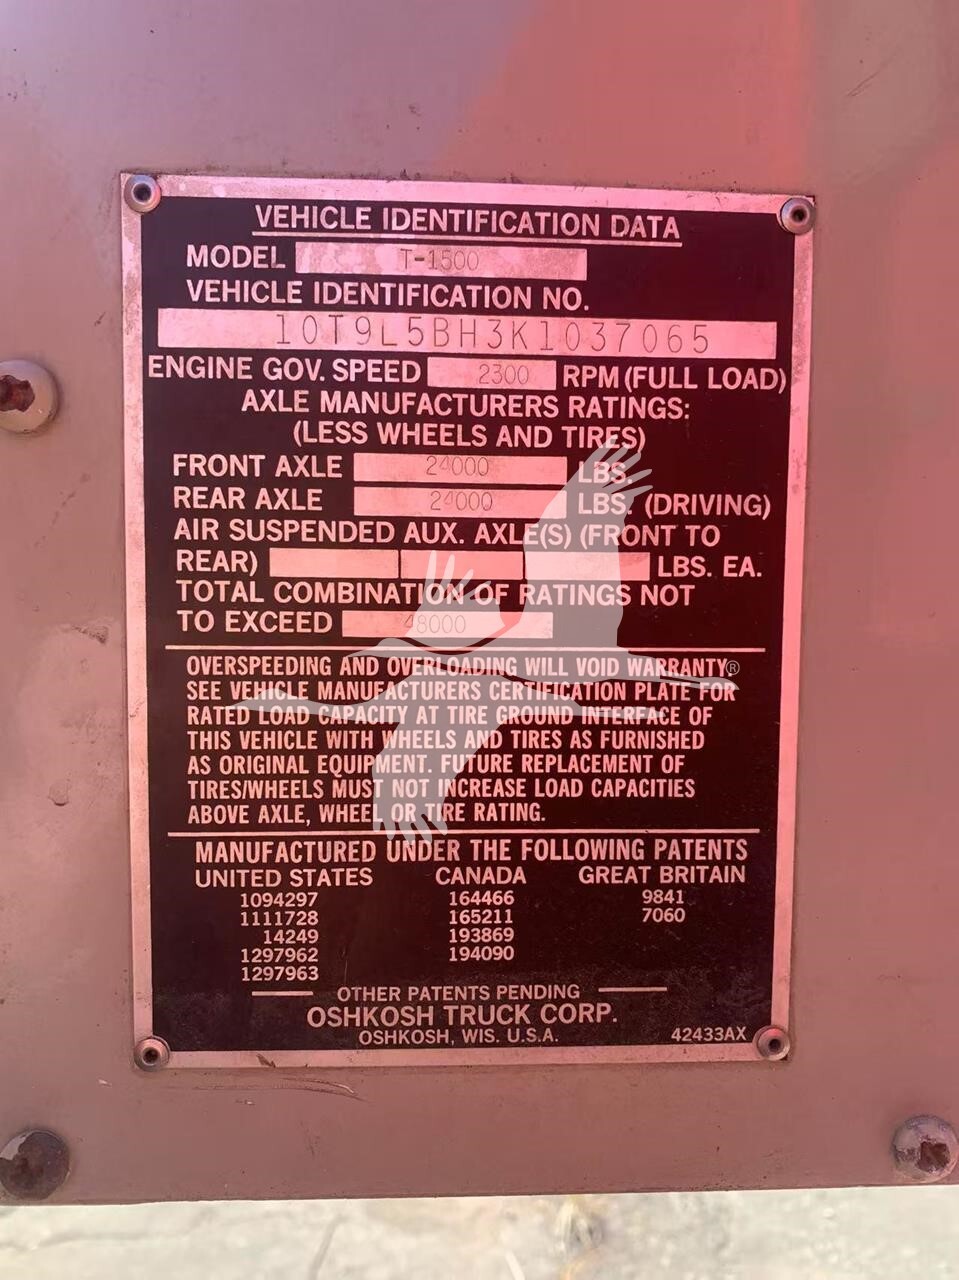 VEHICLE IDENTIFICATION DATA
MODEL T-1500
VEHICLE IDENTIFICATION NO.
10T9L5BH3K1037065
ENGINE GOV. SPEED 2300 RPM (FULL LOAD)
AXLE MANUFACTURERS RATINGS:
(LESS WHEELS AND TIRES)
FRONT AXLE 24000 LBS.
REAR AXLE 24000 LBS. (DRIVING)
AIR SUSPENDED AUX. AXLE(S) (FRONT TO
REAR) LBS. EA.
TOTAL COMBINATION OF RATINGS NOT
TO EXCEED 48000
OVERSPEEDING AND OVERLOADING WILL VOID WARRANTY
SEE VEHICLE MANUFACTURERS CERTIFICATION PLATE FOR
RATED LOAD CAPACITY AT TIRE GROUND INTERFACE OF
THIS VEHICLE WITH WHEELS AND TIRES AS FURNISHED
AS ORIGINAL EQUIPMENT. FUTURE REPLACEMENT OF
TIRES/WHEELS MUST NOT INCREASE LOAD CAPACITIES
ABOVE AXLE, WHEEL OR TIRE RATING.
MANUFACTURED UNDER THE FOLLOWING PATENTS
UNITED STATES CANADA GREAT BRITAIN
1094297 164466 9841
1111728 165211 7060
14249 193869
1297962 194090
1297963
OTHER PATENTS PENDING
OSHKOSH TRUCK CORP.
OSHKOSH, WIS. U.S.A. 42433AX
®